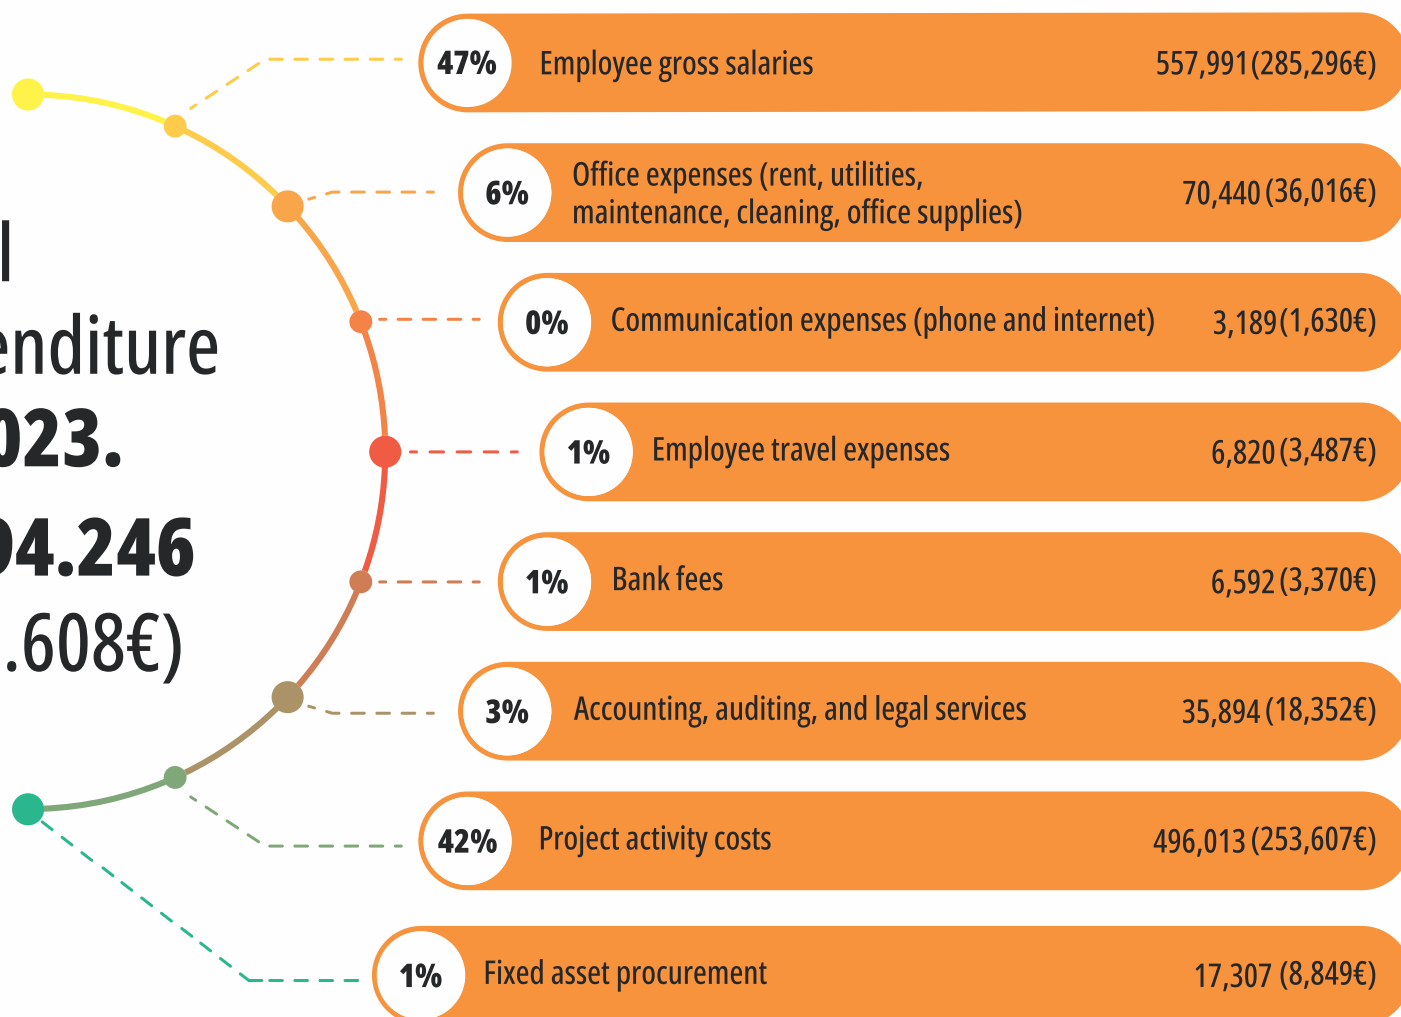 47% Employee gross salaries 557,991(285,296€)
6% Office expenses (rent, utilities,
maintenance, cleaning, office supplies) 70,440 (36,016€)
0% Communication expenses (phone and internet) 3,189(1,630€)
1% Employee travel expenses 6,820 (3,487€)
1% Bank fees 6,592 (3,370€)
3% Accounting, auditing, and legal services 35,894 (18,352€)
42% Project activity costs 496,013 (253,607€)
1% Fixed asset procurement 17,307 (8,849€)
l
enditure
023.
94.246
.608€)